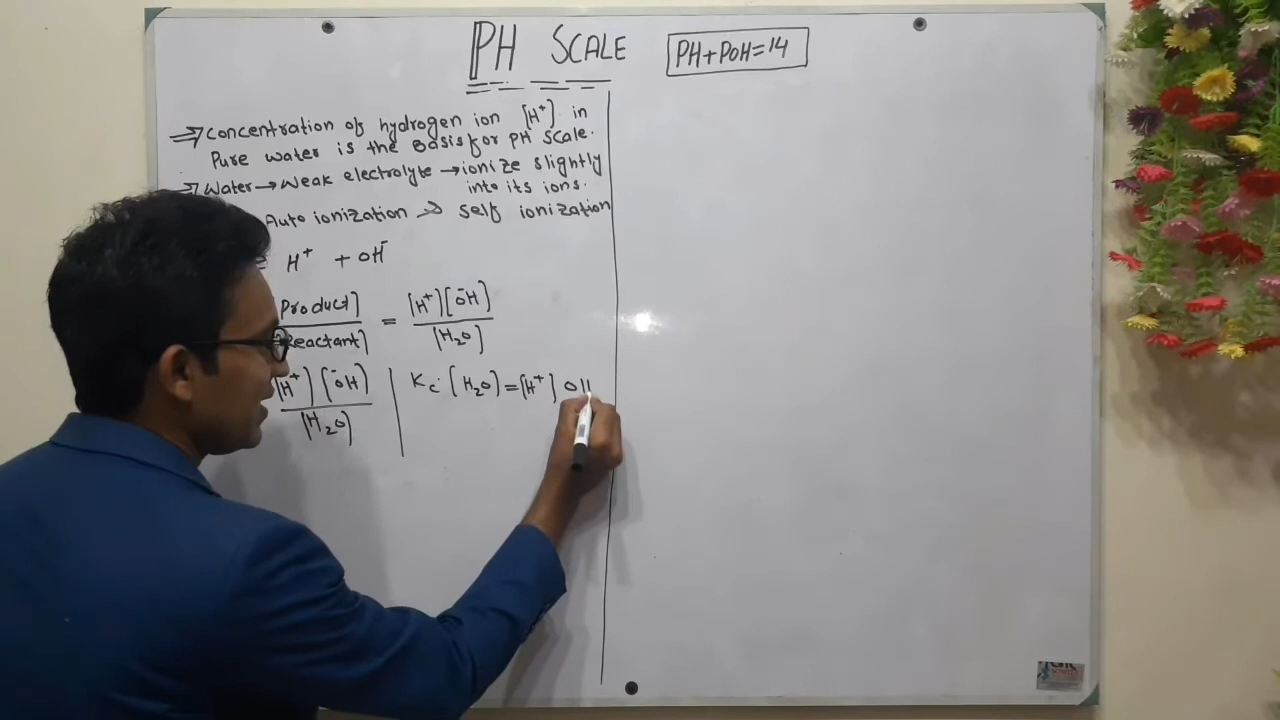 PH SCALE
PH+POH=14
⇒ Concentration of hydrogen ion [H⁺] in
Pure water is the Basis for PH Scale.
⇒ Water → Weak electrolyte → ionize slightly
into its ions.
Auto ionization → Self ionization
H⁺ + OH⁻
Product] / Reactant] = [H⁺][ŌH] / [H₂O]
[H⁺] [ŌH] / [H₂O]
Kc [H₂O] = [H⁺] OH